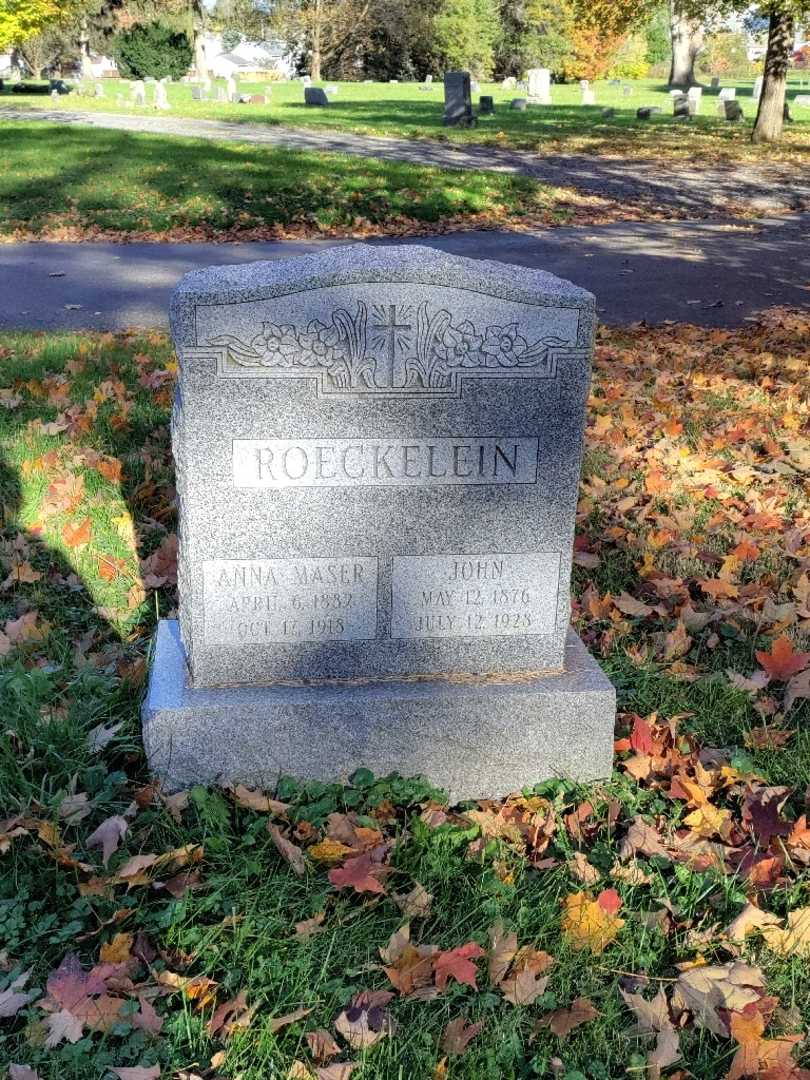 ROECKELEIN
ANNA MASER
APRIL 6, 1882
OCT. 17, 1918
JOHN
MAY 12, 1876
JULY 12, 1928